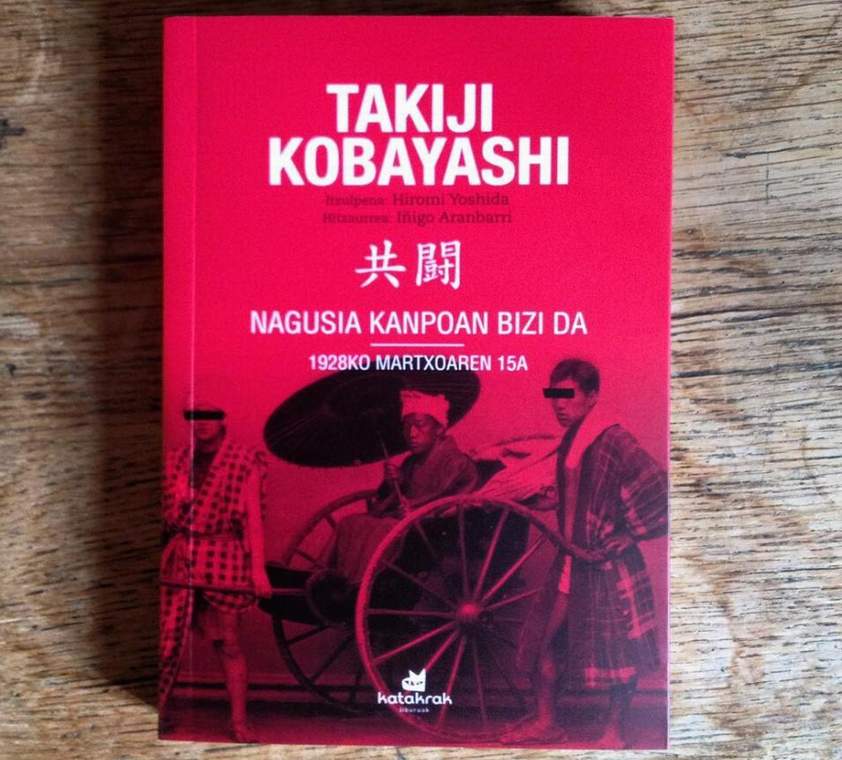 TAKIJI
KOBAYASHI
Itzulpena: Hiromi Yoshida
Hitzaurrea: Iñigo Aranbarri
共闘
NAGUSIA KANPOAN BIZI DA
1928KO MARTXOAREN 15A
katakrak
liburuak